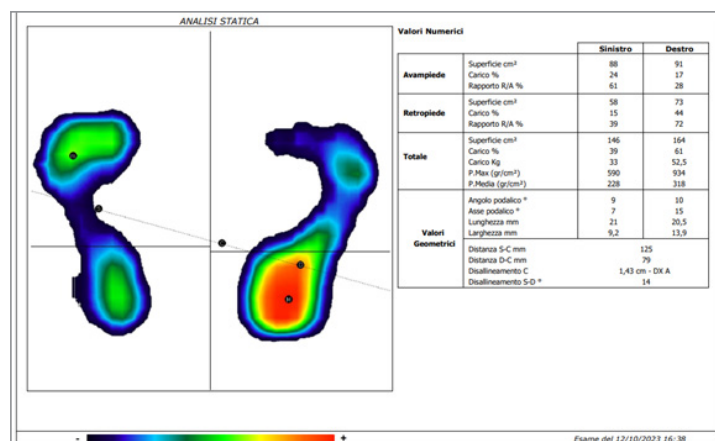 ANALISI STATICA
Valori Numerici
Sinistro Destro
Avampiede
Superficie cm² 88 91
Carico % 24 17
Rapporto R/A % 61 28
Retropiede
Superficie cm² 58 73
Carico % 15 44
Rapporto R/A % 39 72
Totale
Superficie cm² 146 164
Carico % 39 61
Carico Kg 33 52,5
P.Max (gr/cm²) 590 934
P.Media (gr/cm²) 228 318
Valori Geometrici
Angolo podalico ° 9 10
Asse podalico ° 7 15
Lunghezza mm 21 20,5
Larghezza mm 9,2 13,9
Distanza S-C mm 125
Distanza D-C mm 79
Disallineamento C 1,43 cm - DX A
Disallineamento S-D ° 14
- +
Esame del 12/10/2023 16:38